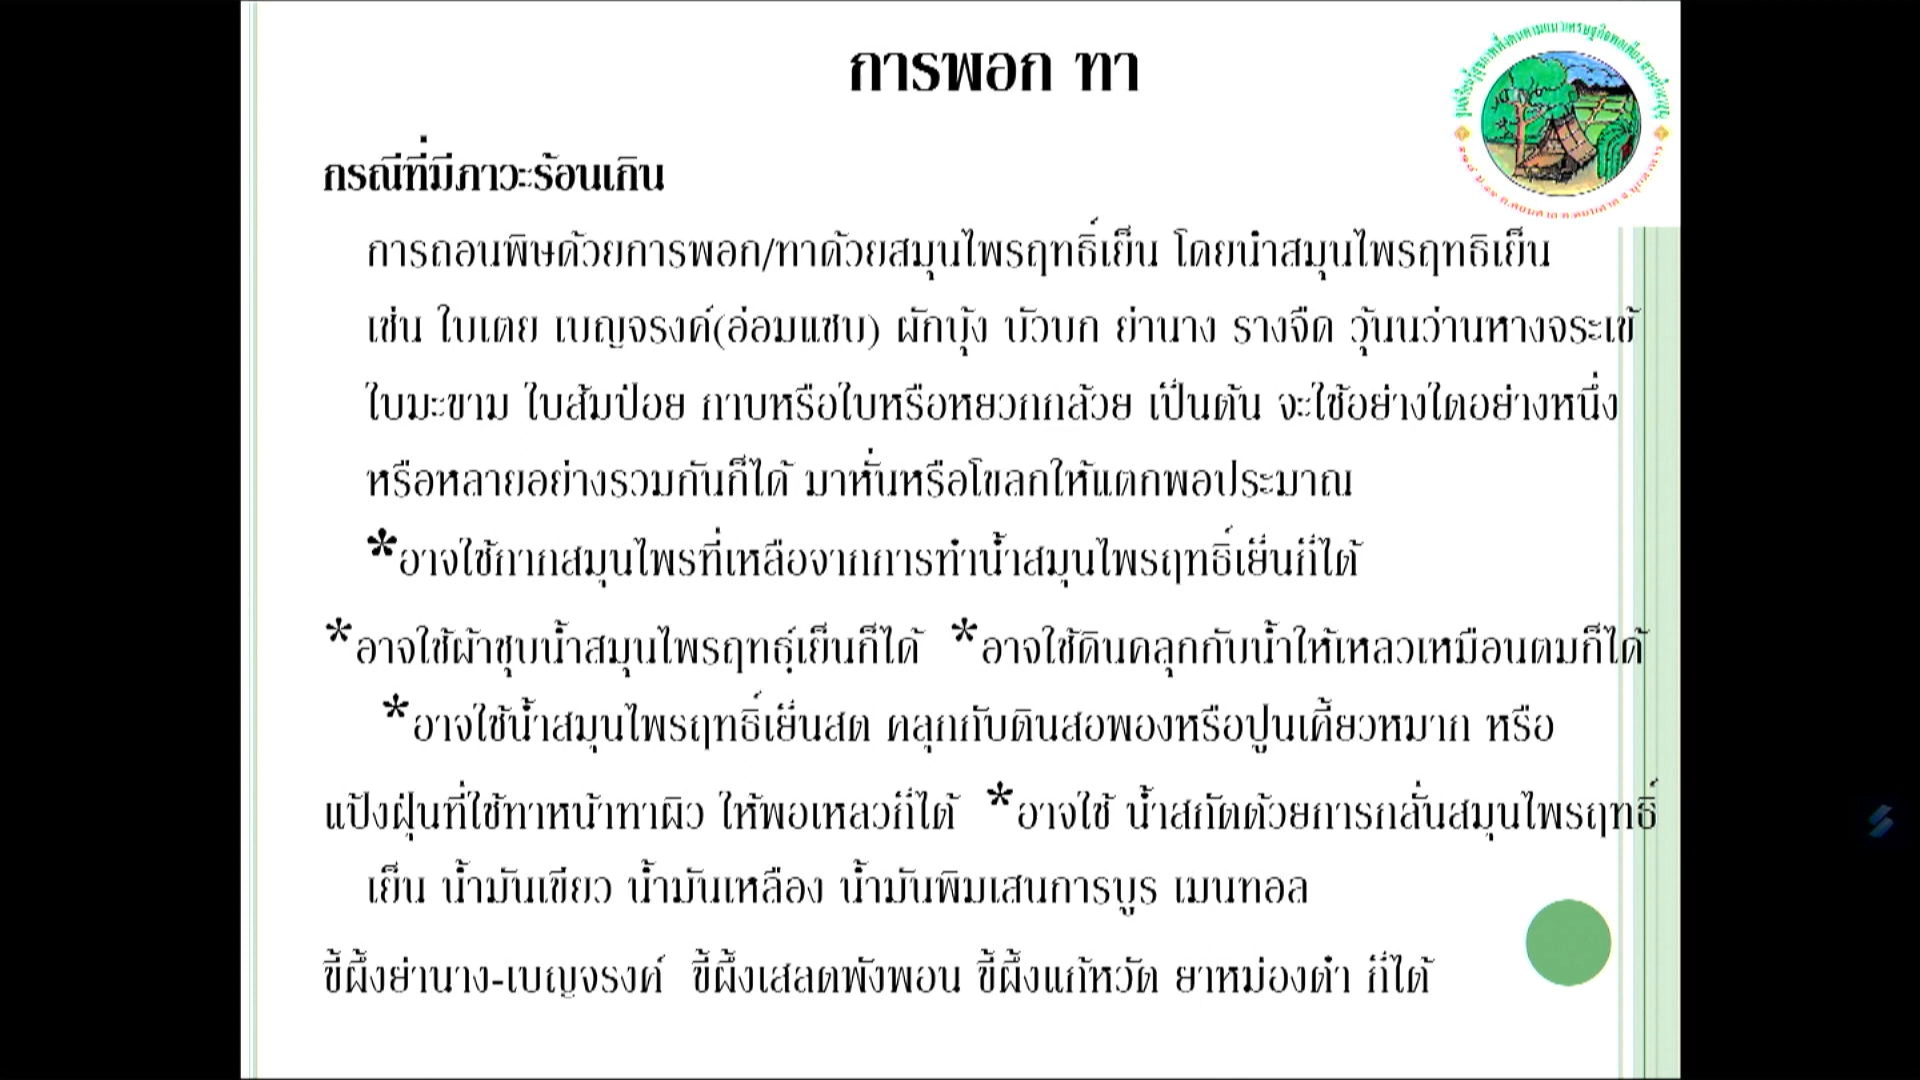 การพอก ทา
กรณีที่มีภาวะร้อนเกิน
การถอนพิษด้วยการพอก/ทาด้วยสมุนไพรฤทธิ์เย็น โดยนำสมุนไพรฤทธิเย็น
เช่น ใบเตย เบญจรงค์(อ่อมแซบ) ผักบุ้ง บัวบก ย่านาง รางจืด วุ้นนว่านหางจระเข้
ใบมะขาม ใบส้มป่อย กาบหรือใบหรือหยวกกล้วย เป็นต้น จะใช้อย่างใดอย่างหนึ่ง
หรือหลายอย่างรวมกันก็ได้ มาหั่นหรือโขลกให้แตกพอประมาณ
*อาจใช้กากสมุนไพรที่เหลือจากการทำน้ำสมุนไพรฤทธิ์เย็นก็ได้
*อาจใช้ผ้าชุบน้ำสมุนไพรฤทธุ์เย็นก็ได้ *อาจใช้ดินคลุกกับน้ำให้เหลวเหมือนตมก็ได้
*อาจใช้น้ำสมุนไพรฤทธิ์เย็นสด คลุกกับดินสอพองหรือปูนเคี้ยวหมาก หรือ
แป้งฝุ่นที่ใช้ทาหน้าทาผิว ให้พอเหลวก็ได้ *อาจใช้ น้ำสกัดด้วยการกลั่นสมุนไพรฤทธิ์
เย็น น้ำมันเขียว น้ำมันเหลือง น้ำมันพิมเสนการบูร เมนทอล
ขี้ผึ้งย่านาง-เบญจรงค์ ขี้ผึ้งเสลดพังพอน ขี้ผึ้งแก้หวัด ยาหม่องดำ ก็ได้